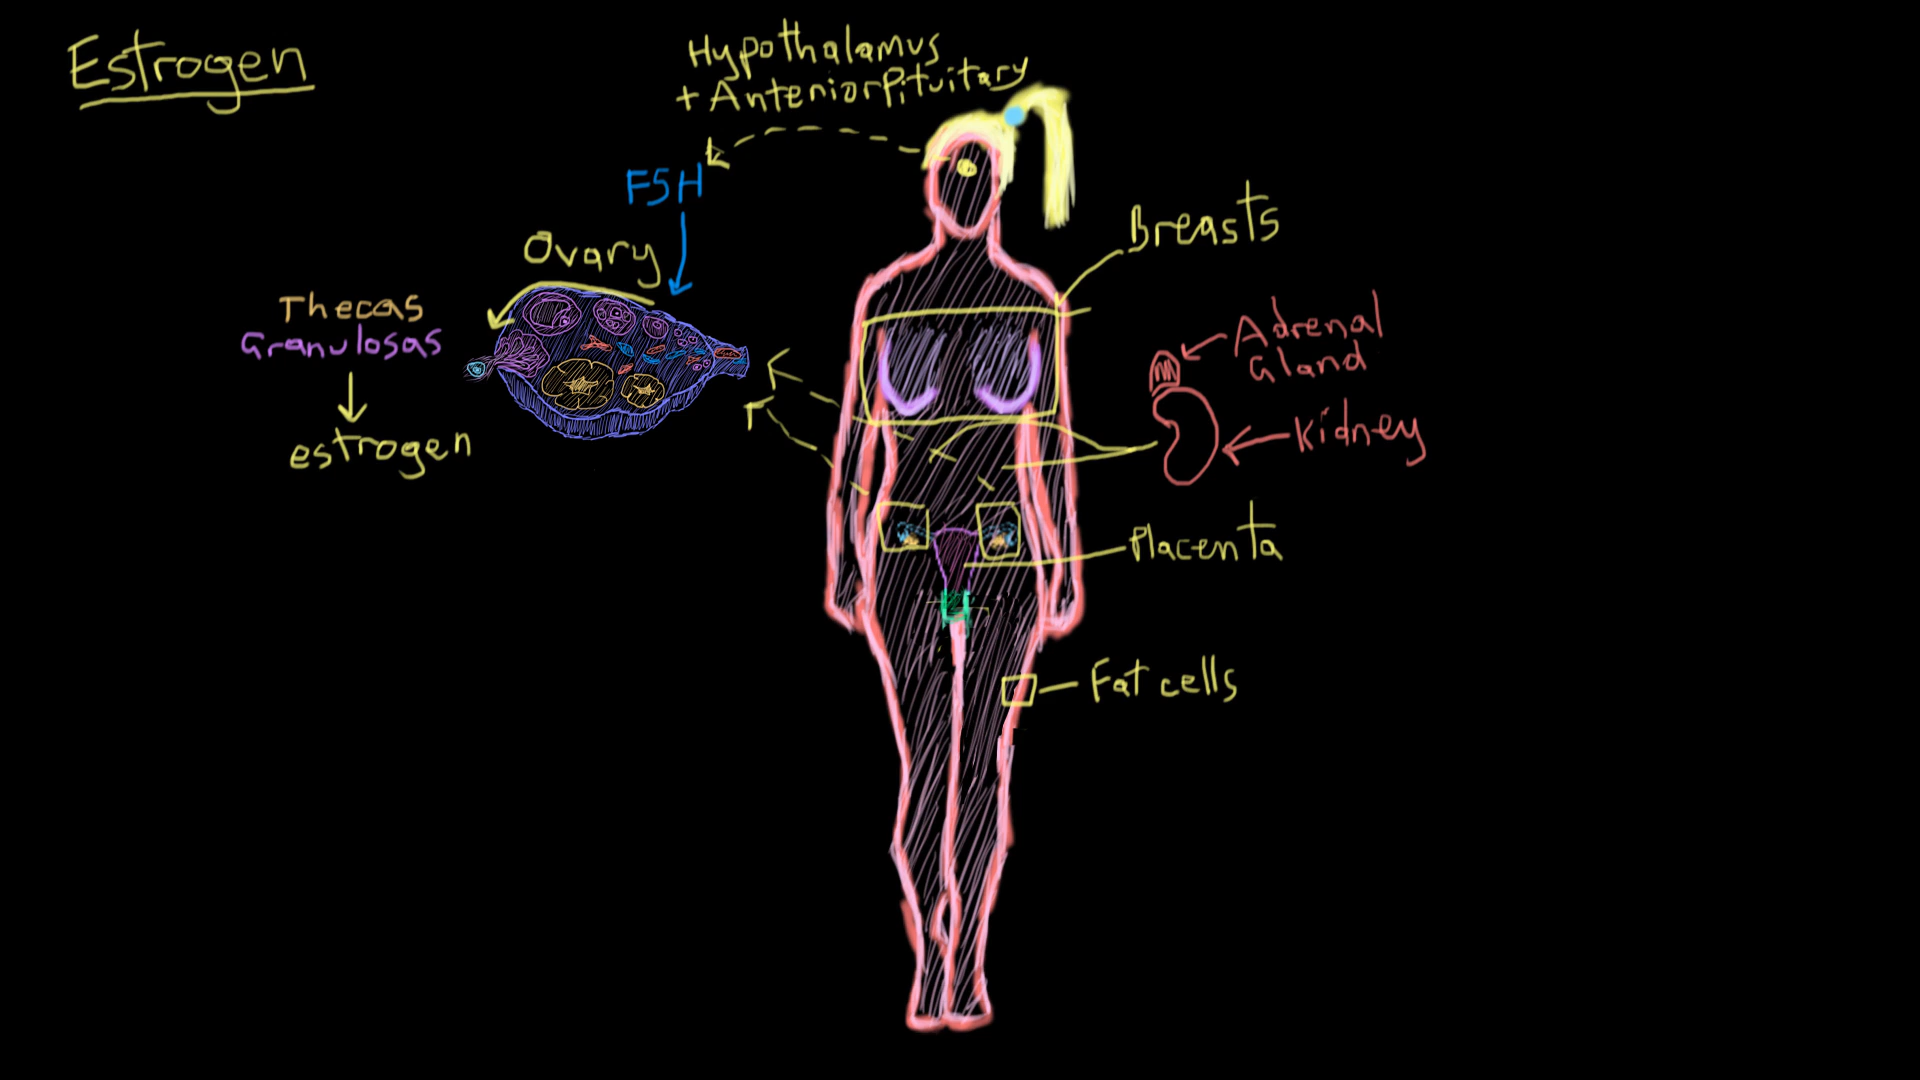 Estrogen
Hypothalamus
+ Anterior Pituitary
FSH
Ovary
Thecas
Granulosas
estrogen
Breasts
Adrenal
Gland
Kidney
Placenta
Fat cells